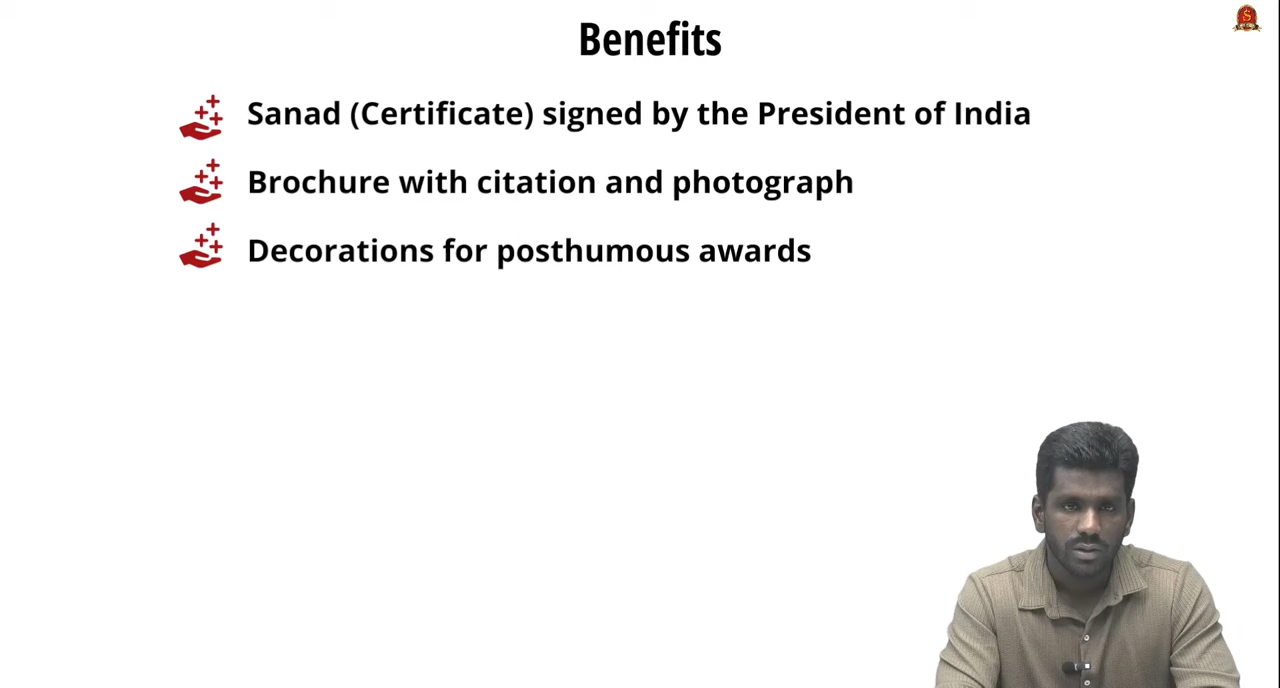 Benefits
Sanad (Certificate) signed by the President of India
Brochure with citation and photograph
Decorations for posthumous awards